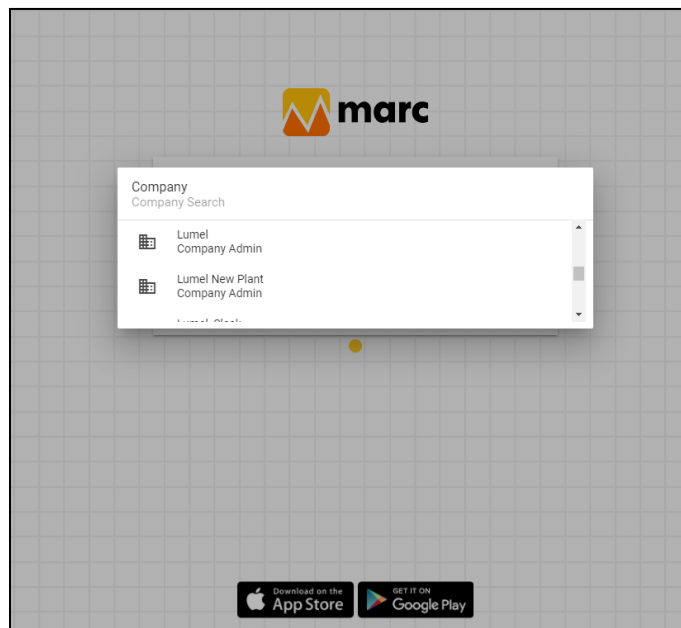 marc
Company
Company Search
Lumel
Company Admin
Lumel New Plant
Company Admin
Download on the
App Store
GET IT ON
Google Play